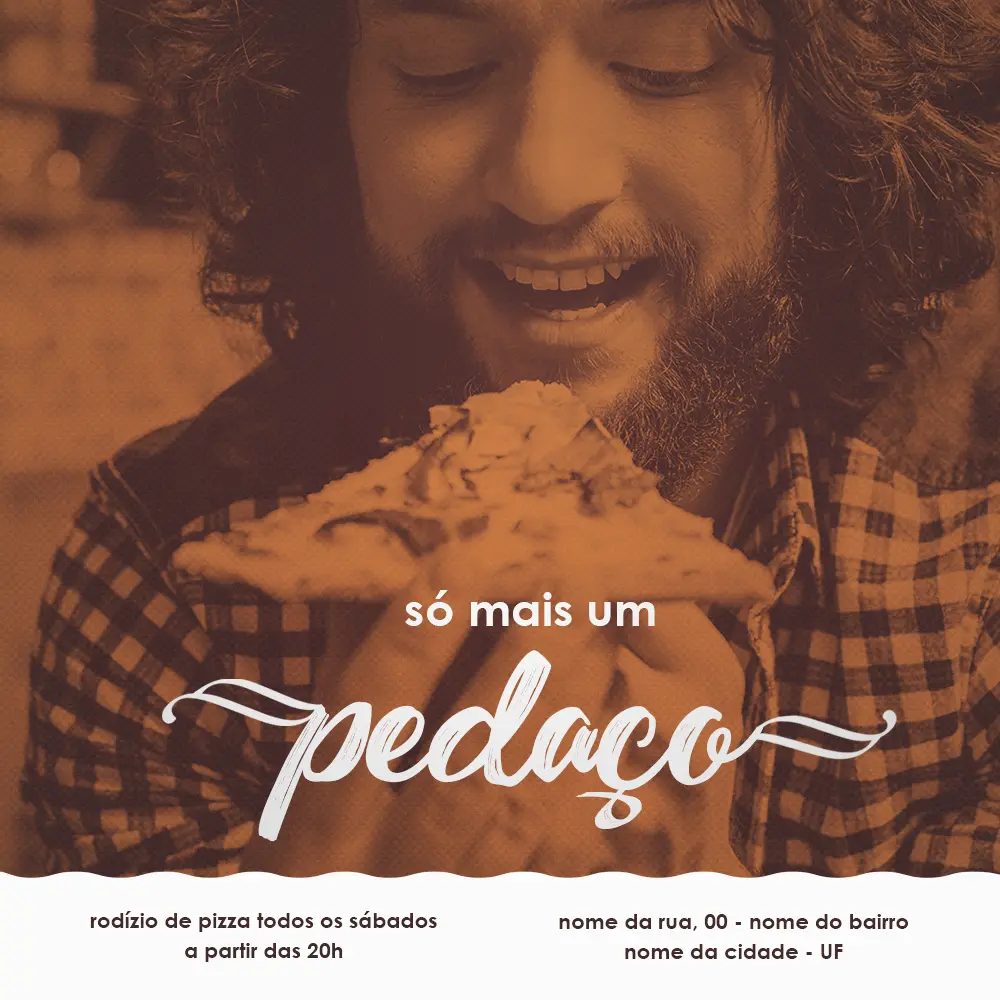 só mais um
pedaço
rodízio de pizza todos os sábados
a partir das 20h
nome da rua, 00 - nome do bairro
nome da cidade - UF